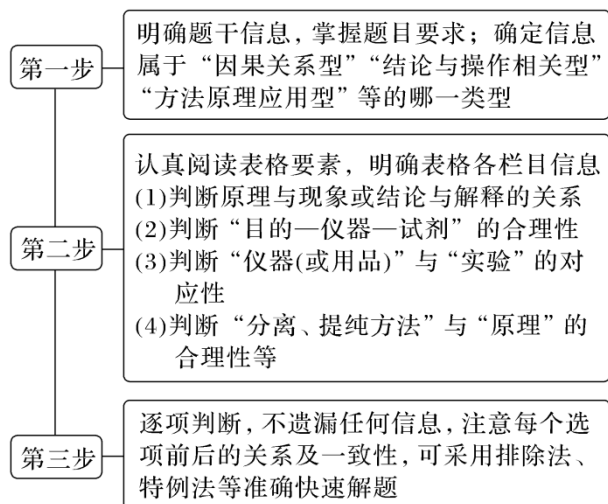 第一步
明确题干信息，掌握题目要求；确定信息
属于“因果关系型”“结论与操作相关型”
“方法原理应用型”等的哪一类型
第二步
认真阅读表格要素，明确表格各栏目信息
(1)判断原理与现象或结论与解释的关系
(2)判断“目的—仪器—试剂”的合理性
(3)判断“仪器(或用品)”与“实验”的对
应性
(4)判断“分离、提纯方法”与“原理”的
合理性等
第三步
逐项判断，不遗漏任何信息，注意每个选
项前后的关系及一致性，可采用排除法、
特例法等准确快速解题